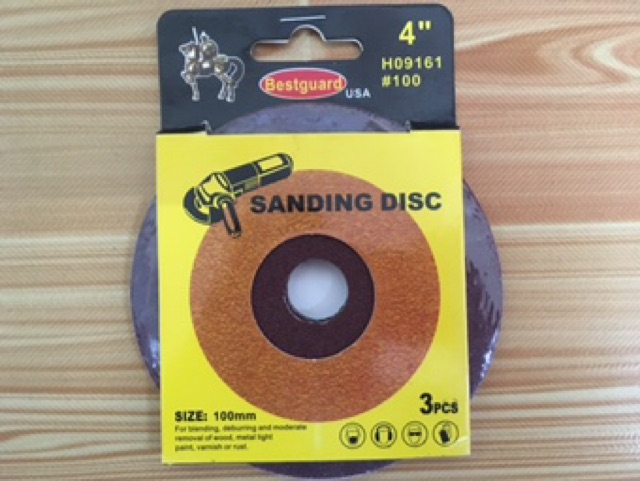 4"
H09161
#100
Bestguard
USA
SANDING DISC
SIZE: 100mm
For blending, deburring and moderate
removal of wood, metal light
paint, varnish or rust.
3PCS